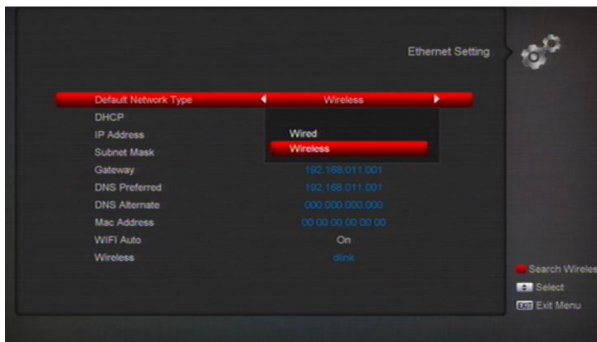 Ethernet Setting
Default Network Type Wireless
DHCP
IP Address Wired
Subnet Mask Wireless
Gateway 192.168.011.001
DNS Preferred 192.168.011.001
DNS Alternate 000.000.000.000
Mac Address 00 00 00 00 00 00
WIFI Auto On
Wireless dlink
Search Wireles
Select
EXIT Exit Menu